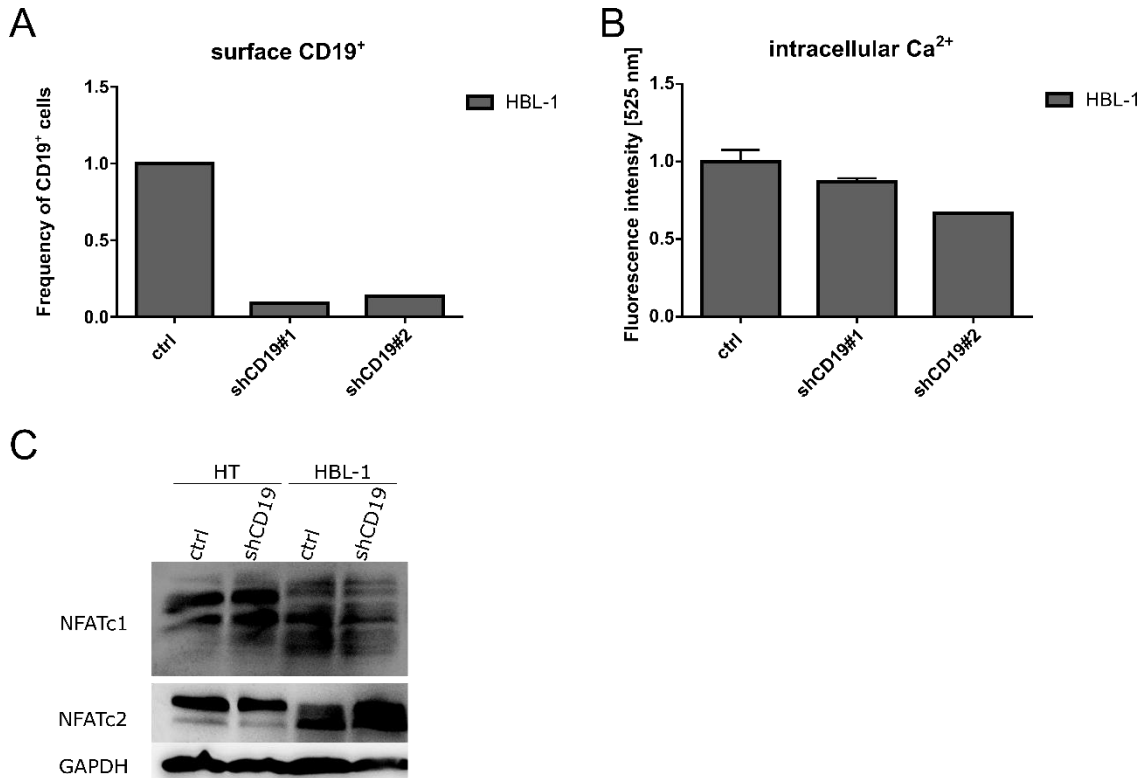 A
surface CD19⁺
Frequency of CD19⁺ cells
1.5
1.0
0.5
0.0
ctrl
shCD19#1
shCD19#2
HBL-1
B
intracellular Ca²⁺
Fluorescence intensity [525 nm]
1.5
1.0
0.5
0.0
ctrl
shCD19#1
shCD19#2
HBL-1
C
HT HBL-1
ctrl shCD19 ctrl shCD19
NFATc1
NFATc2
GAPDH